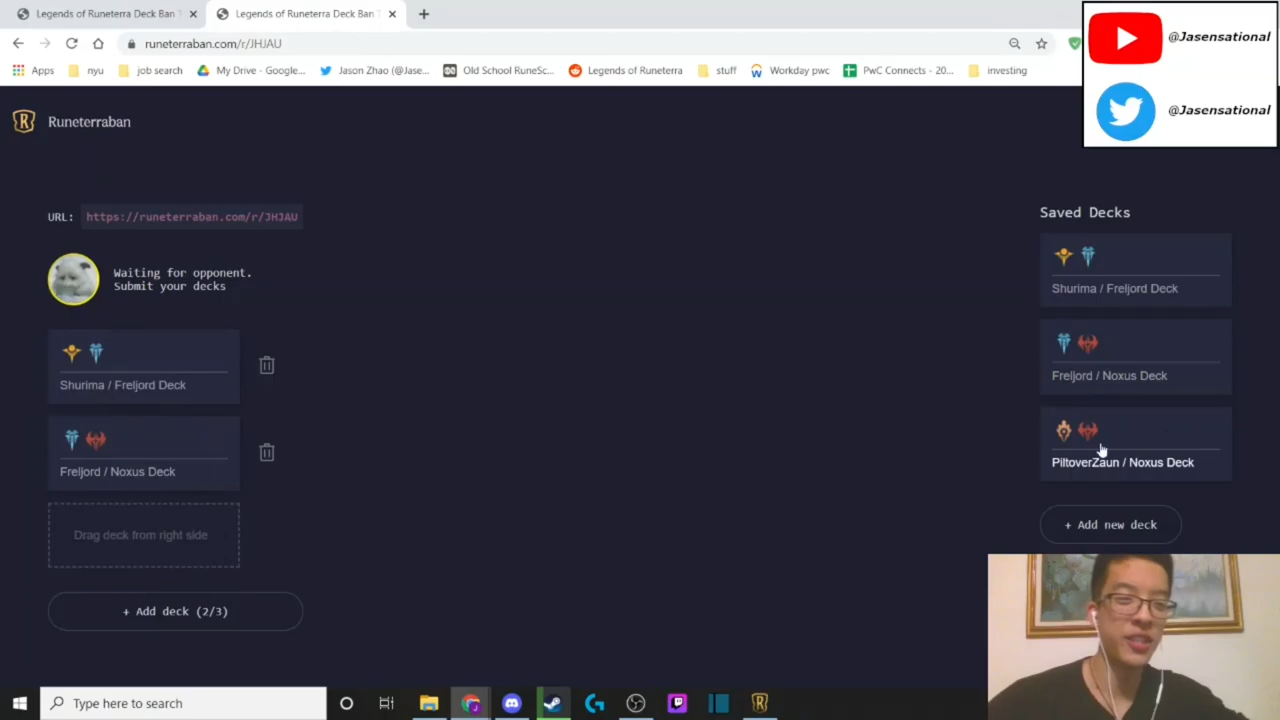 Legends of Runeterra Deck Ban T
Legends of Runeterra Deck Ban T
runeterraban.com/r/JHJAU
Apps
nyu
job search
My Drive - Google...
Jason Zhao (@Jase...
Old School RuneSc...
Legends of Runeterra
stuff
Workday pwc
PwC Connects - 20...
investing
@Jasensational
@Jasensational
Runeterraban
URL: https://runeterraban.com/r/JHJAU
Waiting for opponent.
Submit your decks
Shurima / Freljord Deck
Freljord / Noxus Deck
Drag deck from right side
+ Add deck (2/3)
Saved Decks
Shurima / Freljord Deck
Freljord / Noxus Deck
PiltoverZaun / Noxus Deck
+ Add new deck
Type here to search